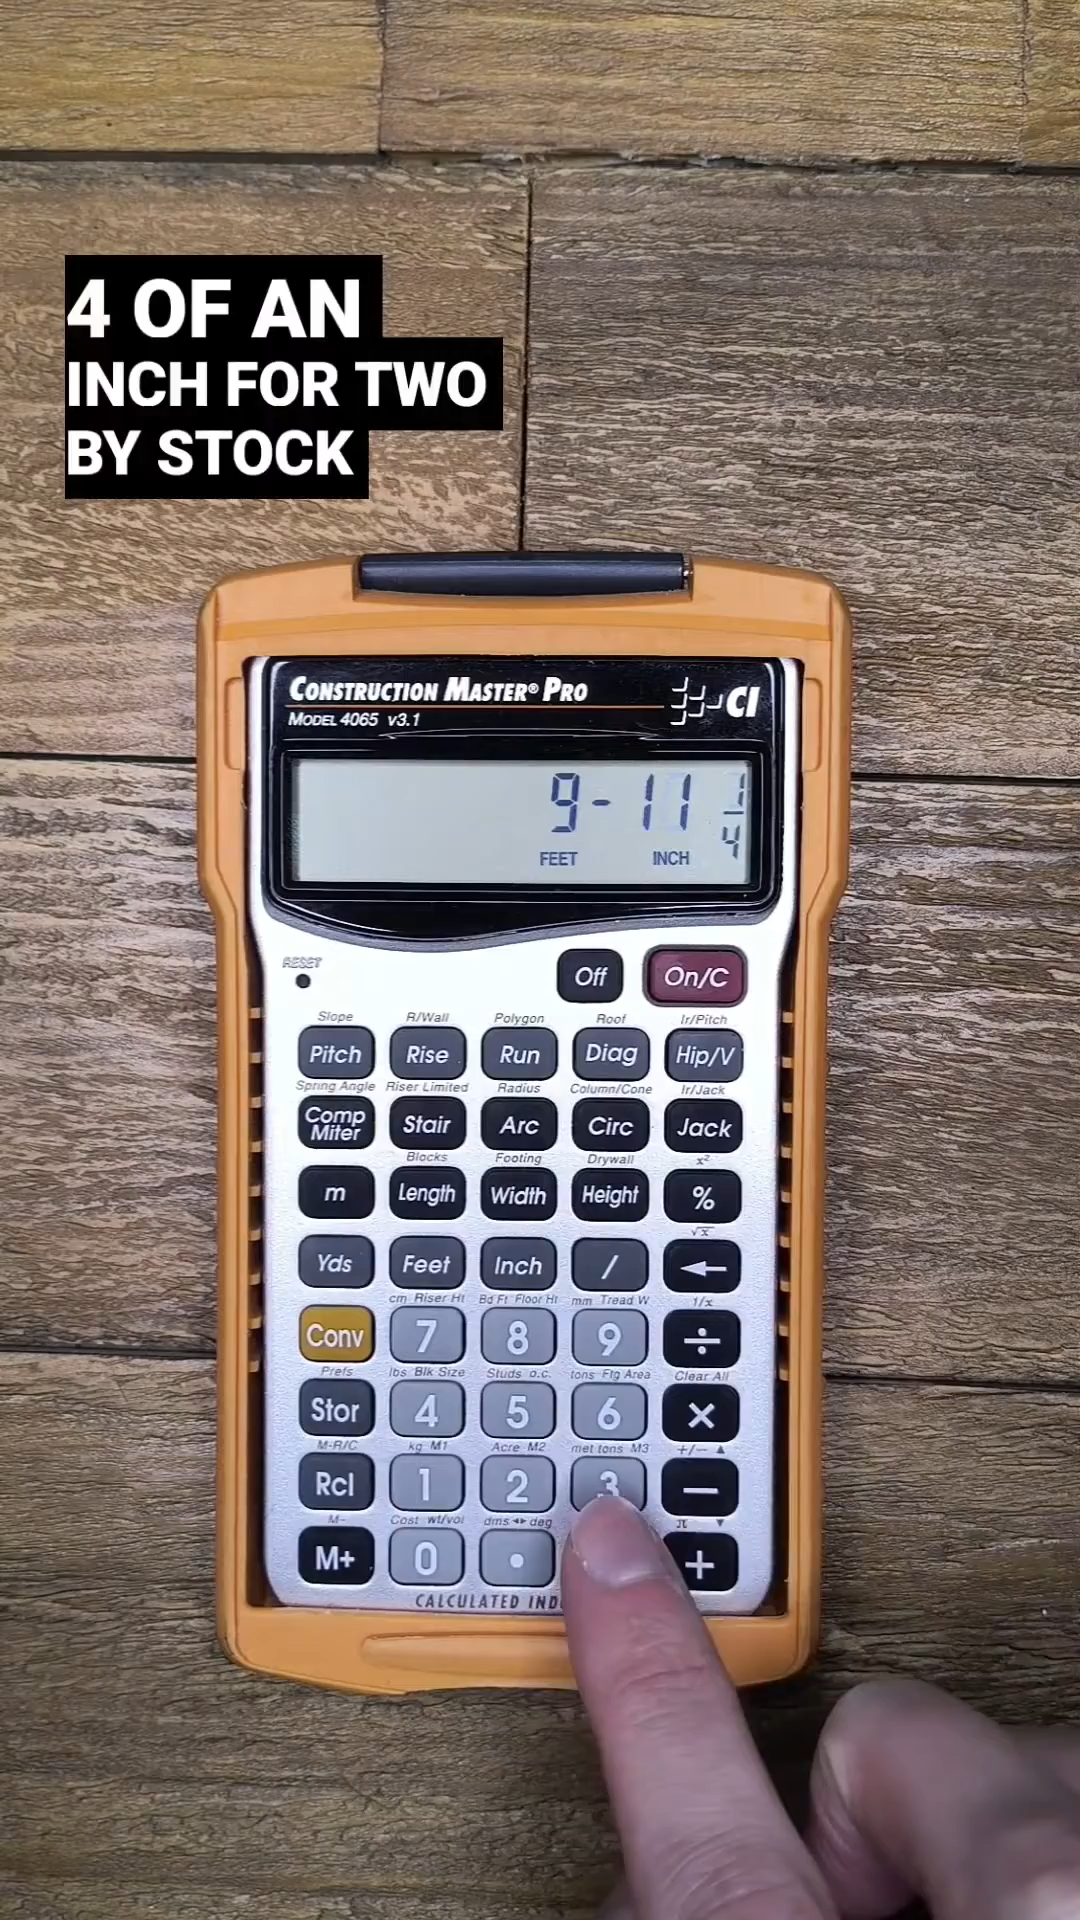 4 OF AN
INCH FOR TWO
BY STOCK
CONSTRUCTION MASTER® PRO
MODEL 4065 v3.1
CI
9-11 1/4
FEET INCH
RESET
Off On/C
Slope R/Wall Polygon Roof Ir/Pitch
Pitch Rise Run Diag Hip/V
Spring Angle Riser Limited Radius Column/Cone Ir/Jack
Comp Miter Stair Arc Circ Jack
Blocks Footing Drywall x²
m Length Width Height %
√x
Yds Feet Inch / ←
cm Riser Ht Bd Ft Floor Ht mm Tread W 1/x
Conv 7 8 9 ÷
Prefs lbs Blk Size Studs o.c. tons Ftg Area Clear All
Stor 4 5 6 ×
M-R/C kg M1 Acre M2 met tons M3 +/- ▲
Rcl 1 2 3 −
M- Cost wt/vol dms ◄► deg π ▼
M+ 0 • +
CALCULATED